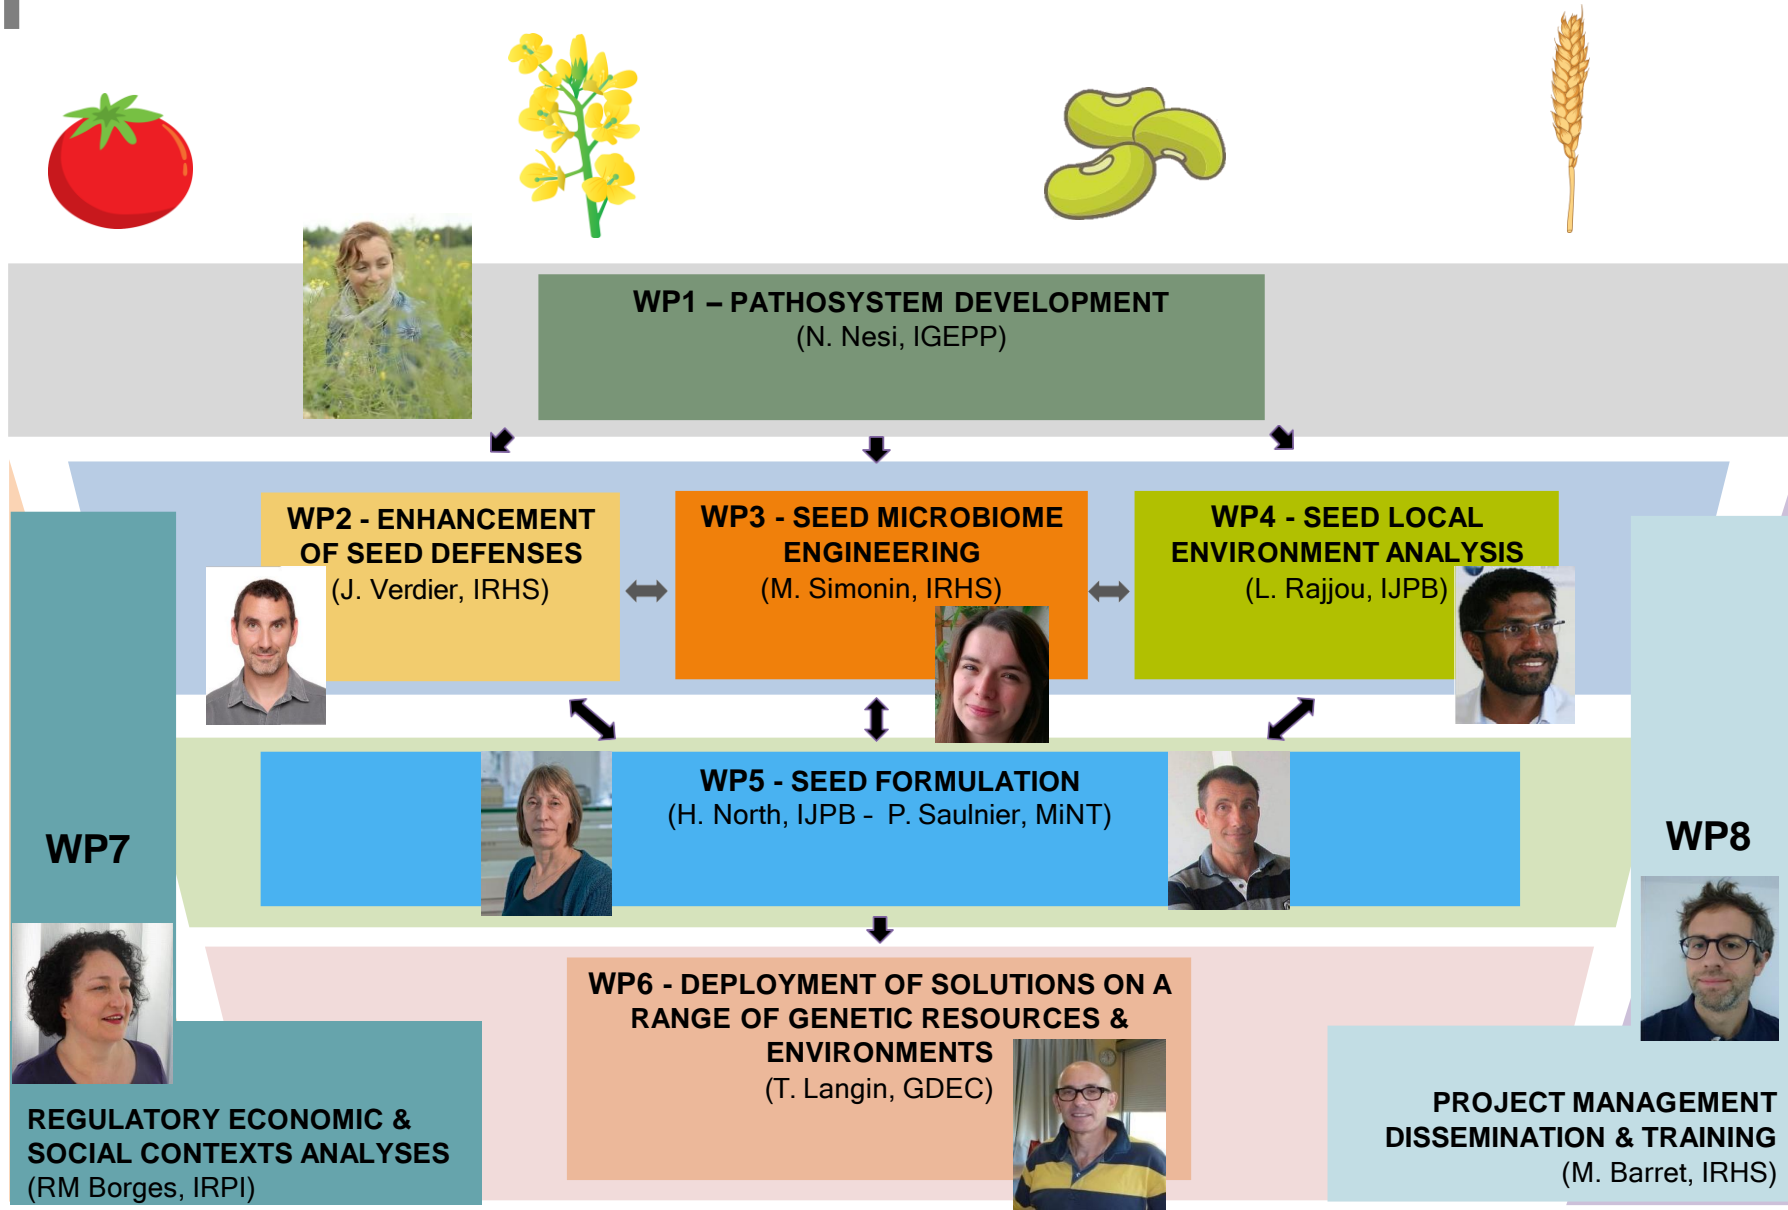 WP1 – PATHOSYSTEM DEVELOPMENT
(N. Nesi, IGEPP)
WP2 - ENHANCEMENT
OF SEED DEFENSES
(J. Verdier, IRHS)
WP3 - SEED MICROBIOME
ENGINEERING
(M. Simonin, IRHS)
WP4 - SEED LOCAL
ENVIRONMENT ANALYSIS
(L. Rajjou, IJPB)
WP5 - SEED FORMULATION
(H. North, IJPB - P. Saulnier, MiNT)
WP7
WP8
WP6 - DEPLOYMENT OF SOLUTIONS ON A
RANGE OF GENETIC RESOURCES &
ENVIRONMENTS
(T. Langin, GDEC)
REGULATORY ECONOMIC &
SOCIAL CONTEXTS ANALYSES
(RM Borges, IRPI)
PROJECT MANAGEMENT
DISSEMINATION & TRAINING
(M. Barret, IRHS)